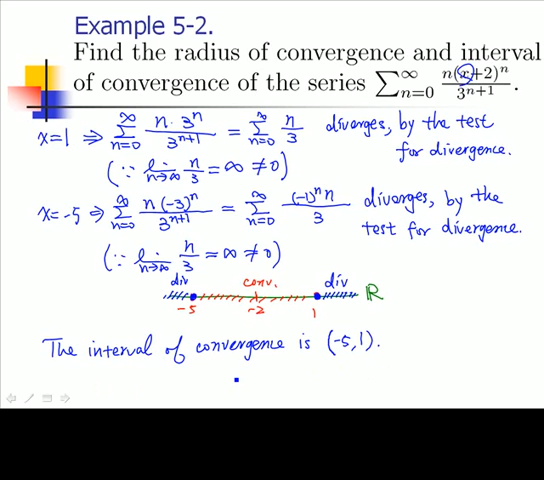 Example 5-2.
Find the radius of convergence and interval
of convergence of the series ∑_{n=0}^{∞} n(x+2)^n / 3^{n+1}.
x=1 ⇒ ∑_{n=0}^{∞} n·3^n / 3^{n+1} = ∑_{n=0}^{∞} n/3 diverges, by the test
for divergence.
(∵ lim_{n→∞} n/3 = ∞ ≠ 0)
x=-5 ⇒ ∑_{n=0}^{∞} n(-3)^n / 3^{n+1} = ∑_{n=0}^{∞} (-1)^n n / 3 diverges, by the
test for divergence.
(∵ lim_{n→∞} n/3 = ∞ ≠ 0)
div conv. div
-5 -2 1 ℝ
The interval of convergence is (-5, 1).